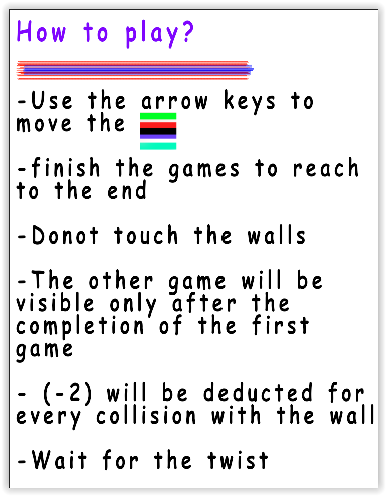 How to play?
-Use the arrow keys to
move the
-finish the games to reach
to the end
-Donot touch the walls
-The other game will be
visible only after the
completion of the first
game
- (-2) will be deducted for
every collision with the wall
-Wait for the twist